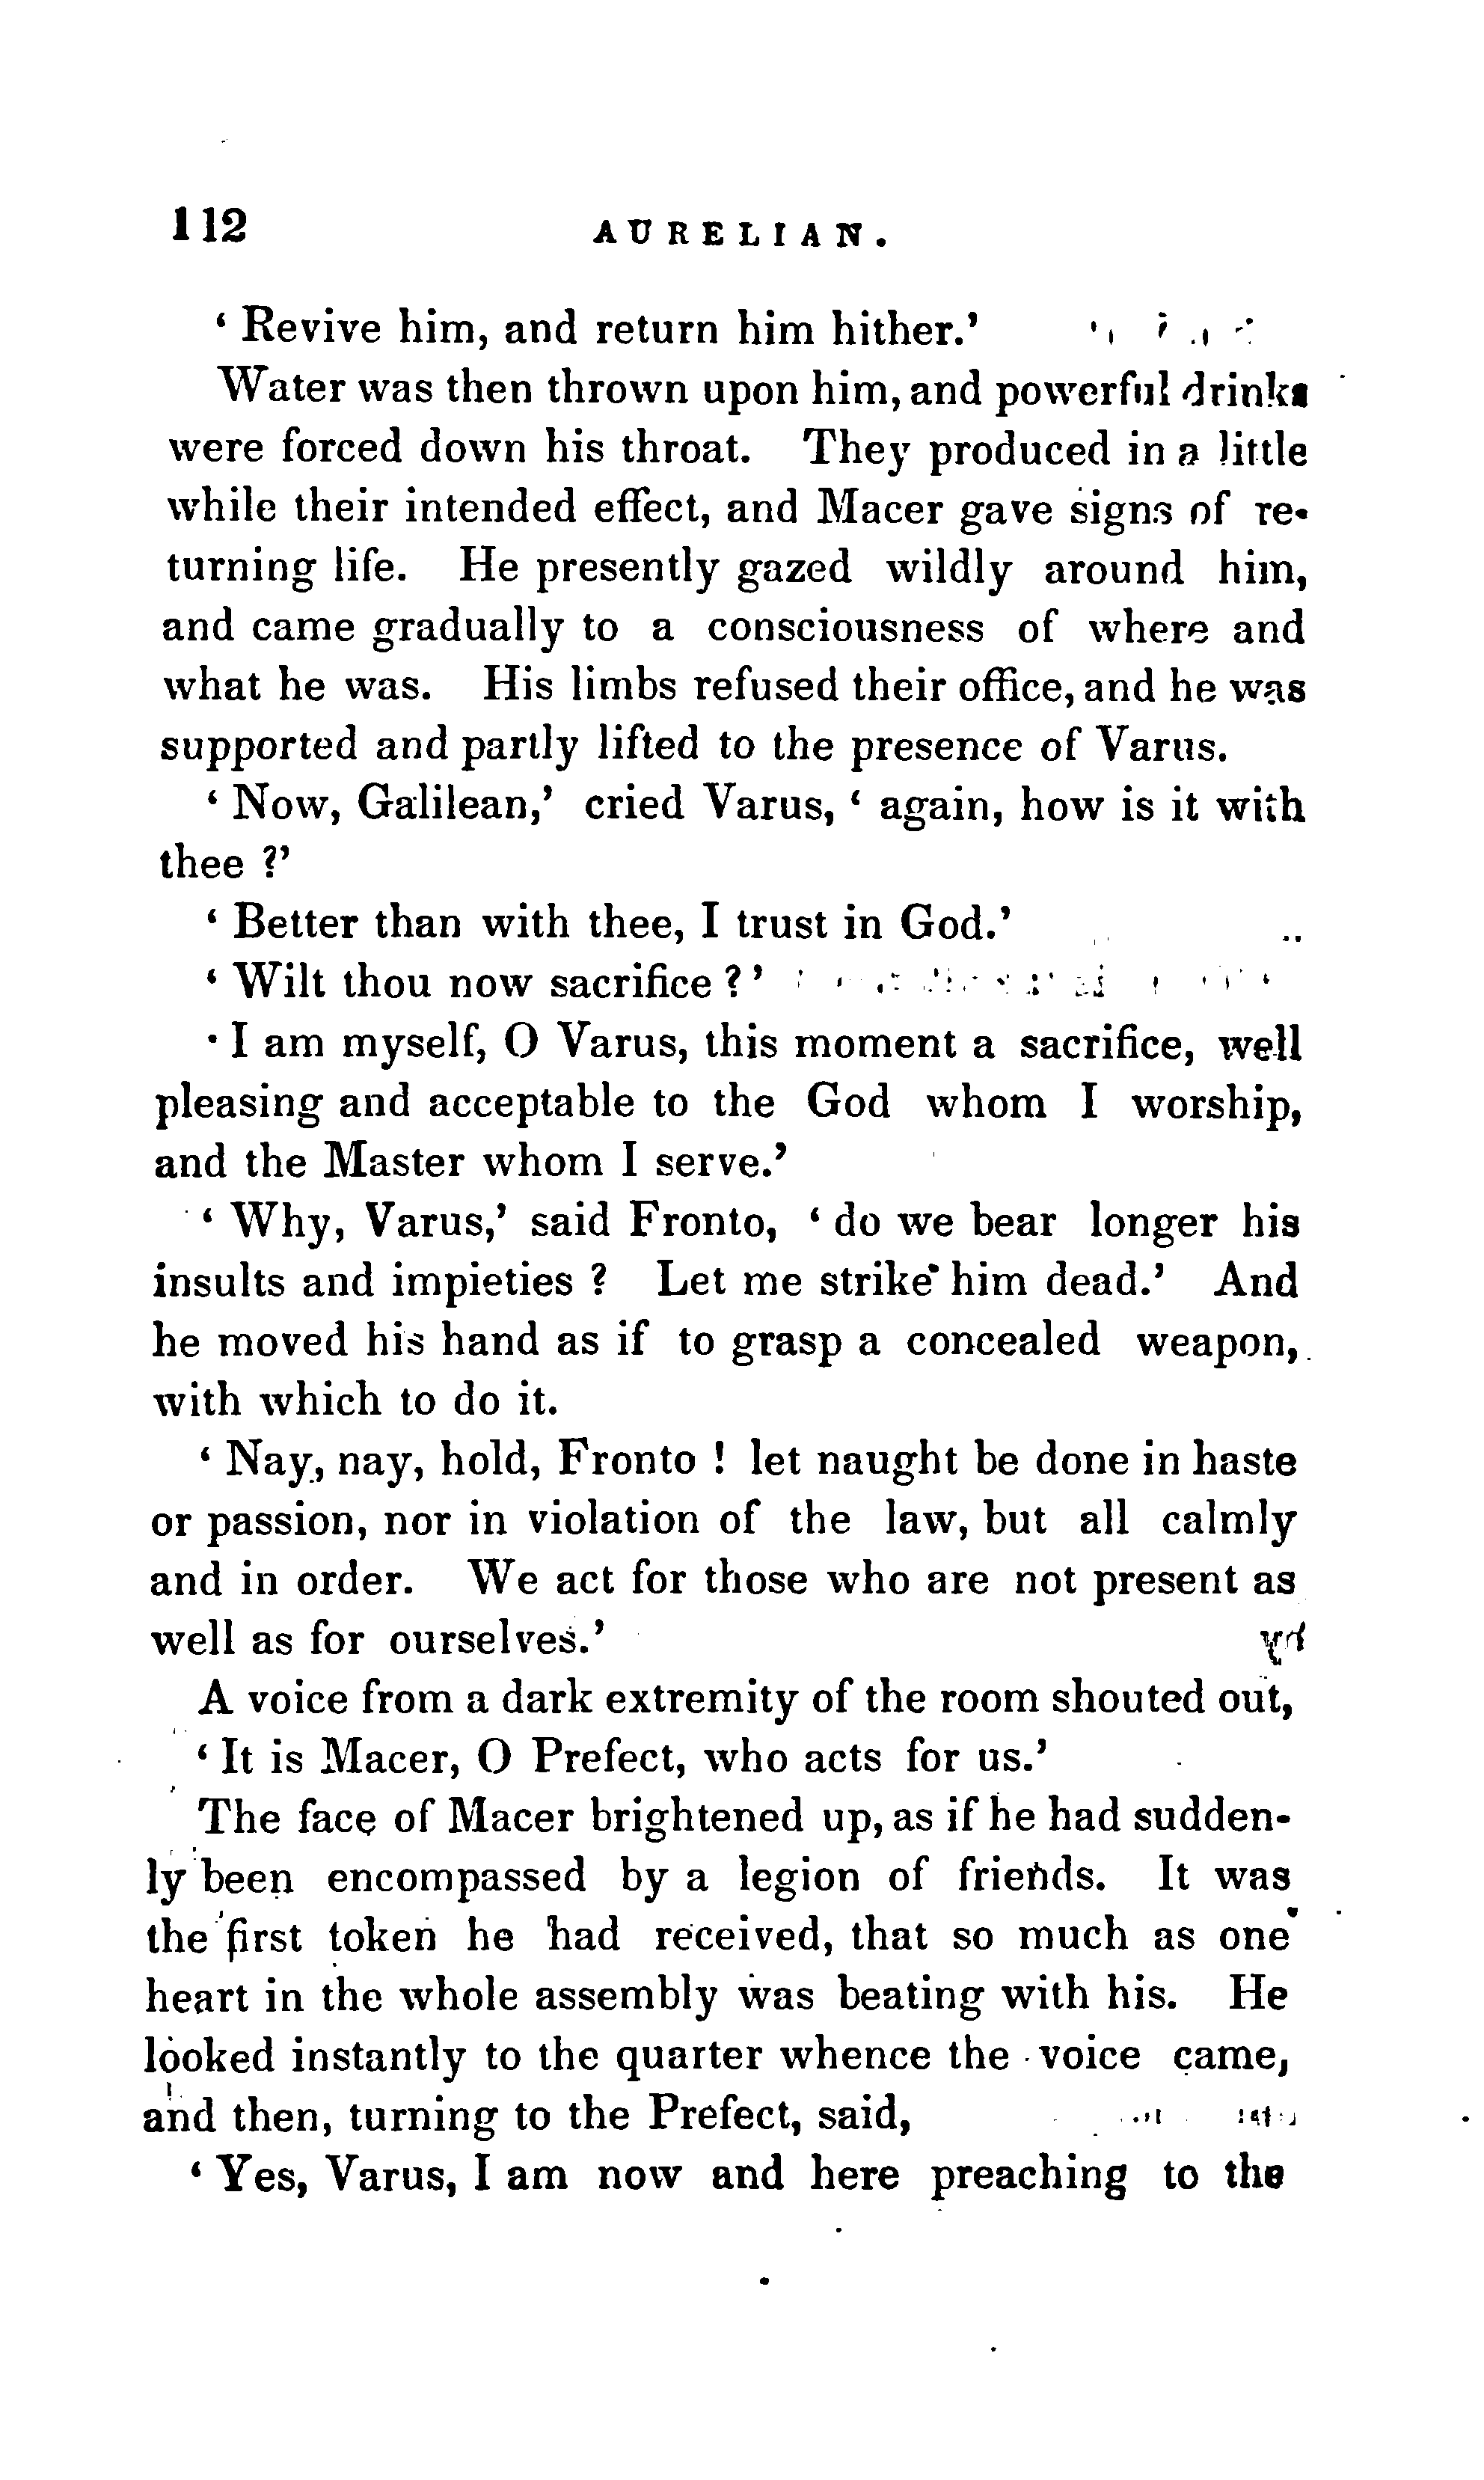 112
AURELIAN.
‘ Revive him, and return him hither.’
Water was then thrown upon him, and powerful drinks
were forced down his throat. They produced in a little
while their intended effect, and Macer gave signs of re-
turning life. He presently gazed wildly around him,
and came gradually to a consciousness of where and
what he was. His limbs refused their office, and he was
supported and partly lifted to the presence of Varus.
‘ Now, Galilean,’ cried Varus, ‘ again, how is it with
thee ?’
‘ Better than with thee, I trust in God.’
‘ Wilt thou now sacrifice ? ’
‘ I am myself, O Varus, this moment a sacrifice, well
pleasing and acceptable to the God whom I worship,
and the Master whom I serve.’
‘ Why, Varus,’ said Fronto, ‘ do we bear longer his
insults and impieties ? Let me strike him dead.’ And
he moved his hand as if to grasp a concealed weapon,
with which to do it.
‘ Nay, nay, hold, Fronto ! let naught be done in haste
or passion, nor in violation of the law, but all calmly
and in order. We act for those who are not present as
well as for ourselves.’
A voice from a dark extremity of the room shouted out,
‘ It is Macer, O Prefect, who acts for us.’
The face of Macer brightened up, as if he had sudden-
ly been encompassed by a legion of friends. It was
the first token he had received, that so much as one
heart in the whole assembly was beating with his. He
looked instantly to the quarter whence the voice came,
and then, turning to the Prefect, said,
‘ Yes, Varus, I am now and here preaching to the